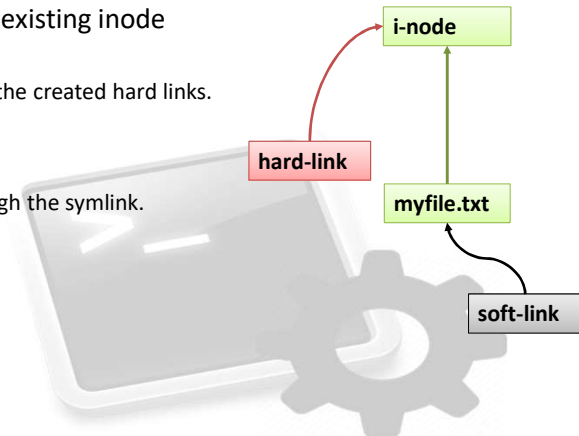 existing inode
i-node
the created hard links.
hard-link
gh the symlink.
myfile.txt
soft-link